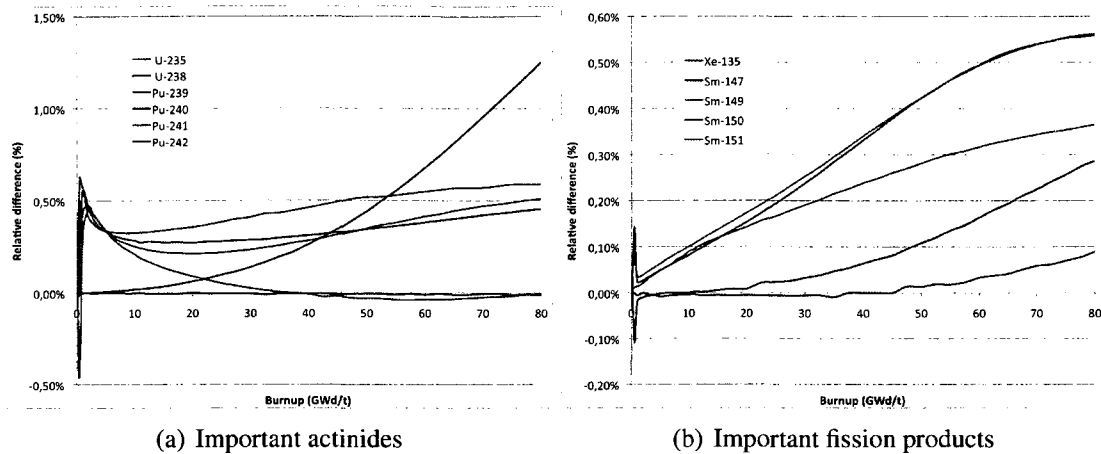 1,50%
1,00%
0,50%
0,00%
-0,50%
Relative difference (%)
U-235
U-238
Pu-239
Pu-240
Pu-241
Pu-242
0 10 20 30 40 50 60 70 80
Burnup (GWd/t)
(a) Important actinides
0,60%
0,50%
0,40%
0,30%
0,20%
0,10%
0,00%
-0,10%
-0,20%
Relative difference (%)
Xe-135
Sm-147
Sm-149
Sm-150
Sm-151
0 10 20 30 40 50 60 70 80
Burnup (GWd/t)
(b) Important fission products